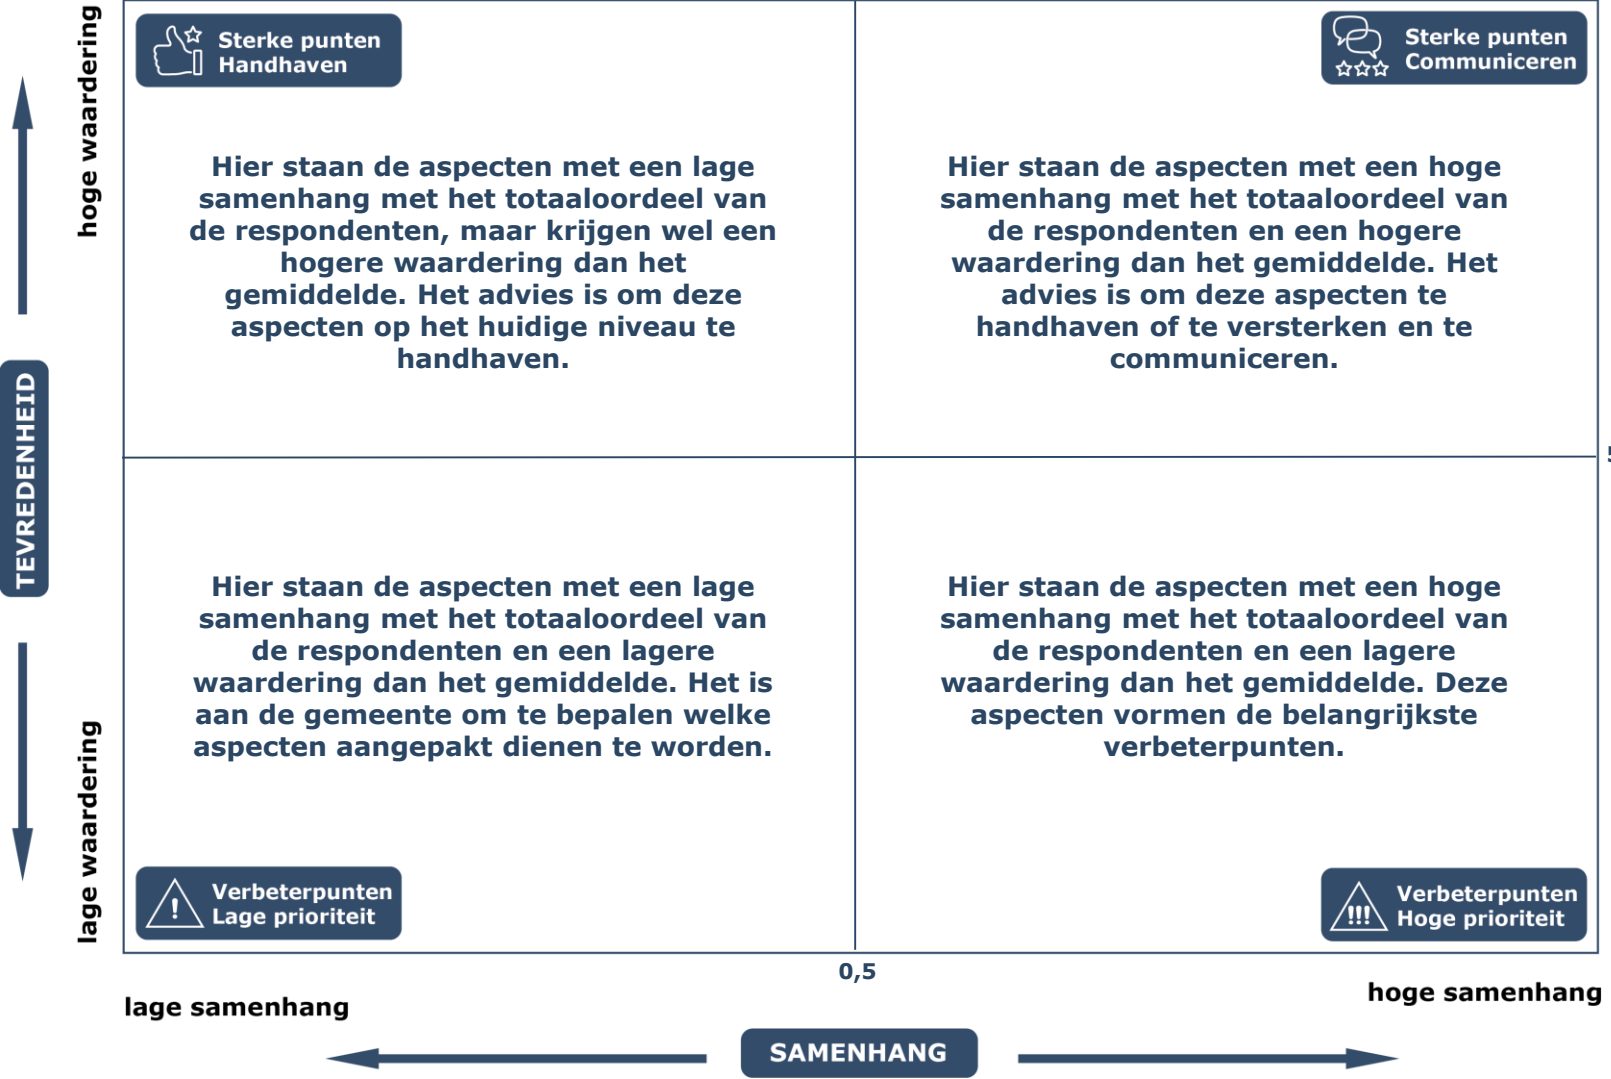 hoge waardering
Sterke punten
Handhaven
Sterke punten
Communiceren
Hier staan de aspecten met een lage
samenhang met het totaaloordeel van
de respondenten, maar krijgen wel een
hogere waardering dan het
gemiddelde. Het advies is om deze
aspecten op het huidige niveau te
handhaven.
Hier staan de aspecten met een hoge
samenhang met het totaaloordeel van
de respondenten en een hogere
waardering dan het gemiddelde. Het
advies is om deze aspecten te
handhaven of te versterken en te
communiceren.
TEVREDENHEID
Hier staan de aspecten met een lage
samenhang met het totaaloordeel van
de respondenten en een lagere
waardering dan het gemiddelde. Het is
aan de gemeente om te bepalen welke
aspecten aangepakt dienen te worden.
Hier staan de aspecten met een hoge
samenhang met het totaaloordeel van
de respondenten en een lagere
waardering dan het gemiddelde. Deze
aspecten vormen de belangrijkste
verbeterpunten.
lage waardering
!
Verbeterpunten
Lage prioriteit
!!!
Verbeterpunten
Hoge prioriteit
0,5
lage samenhang
hoge samenhang
SAMENHANG